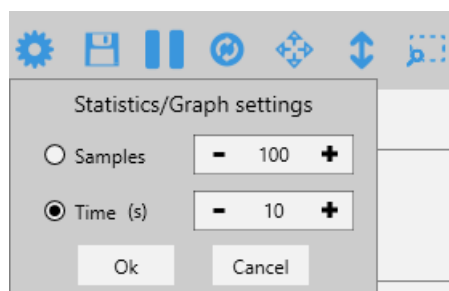 Statistics/Graph settings
Samples - 100 +
Time (s) - 10 +
Ok Cancel